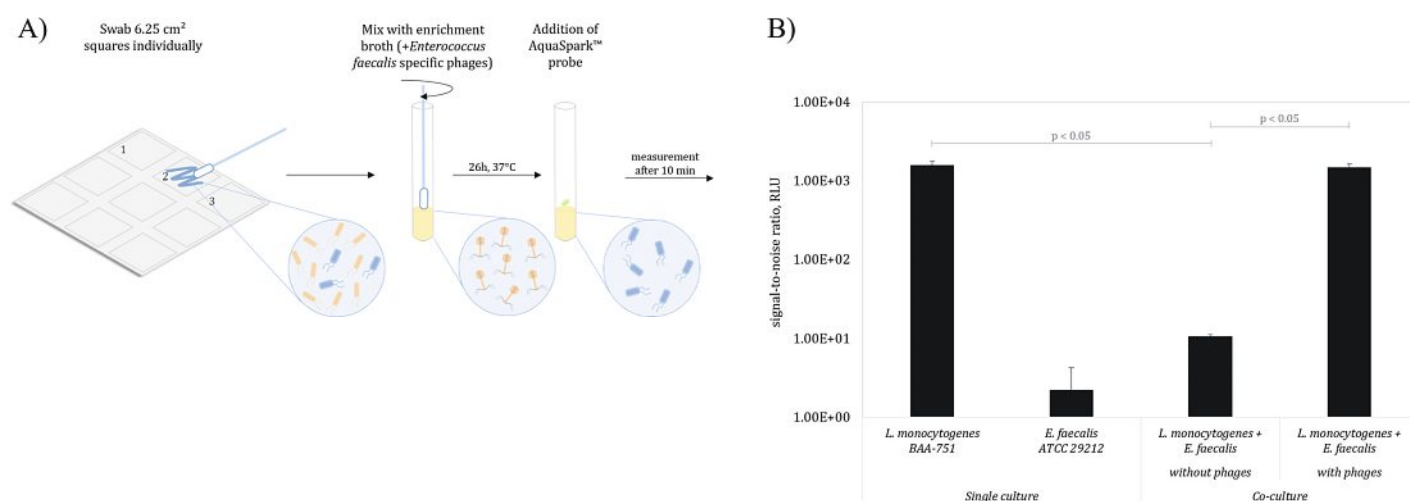 A)
Swab 6.25 cm²
squares individually
Mix with enrichment
broth (+Enterococcus
faecalis specific phages)
Addition of
AquaSpark™
probe
1
2
3
26h, 37°C
measurement
after 10 min
B)
signal-to-noise ratio, RLU
1.00E+04
1.00E+03
1.00E+02
1.00E+01
1.00E+00
p < 0.05
p < 0.05
L. monocytogenes
BAA-751
E. faecalis
ATCC 29212
L. monocytogenes +
E. faecalis
without phages
L. monocytogenes +
E. faecalis
with phages
Single culture
Co-culture